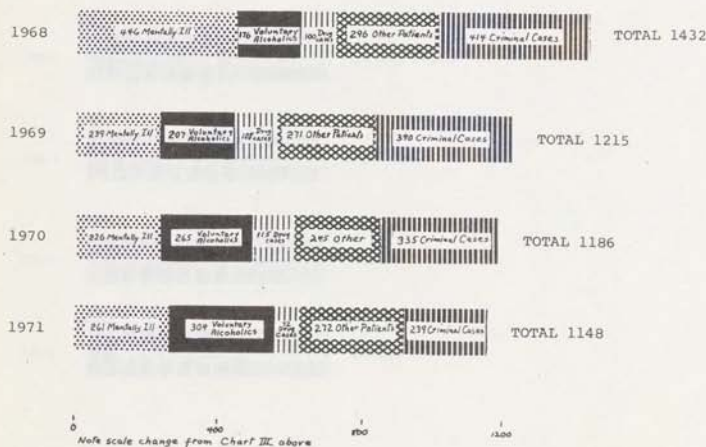 1968
446 Mentally Ill
176 Voluntary
Alcoholics
100 Drug
Cases
296 Other Patients
414 Criminal Cases
TOTAL 1432
1969
239 Mentally Ill
207 Voluntary
Alcoholics
108 Drug
Cases
271 Other Patients
390 Criminal Cases
TOTAL 1215
1970
226 Mentally Ill
265 Voluntary
Alcoholics
115 Drug
Cases
245 Other
335 Criminal Cases
TOTAL 1186
1971
261 Mentally Ill
304 Voluntary
Alcoholics
72
Drug
Cases
272 Other Patients
239 Criminal Cases
TOTAL 1148
0 400 800 1200
Note scale change from Chart III, above